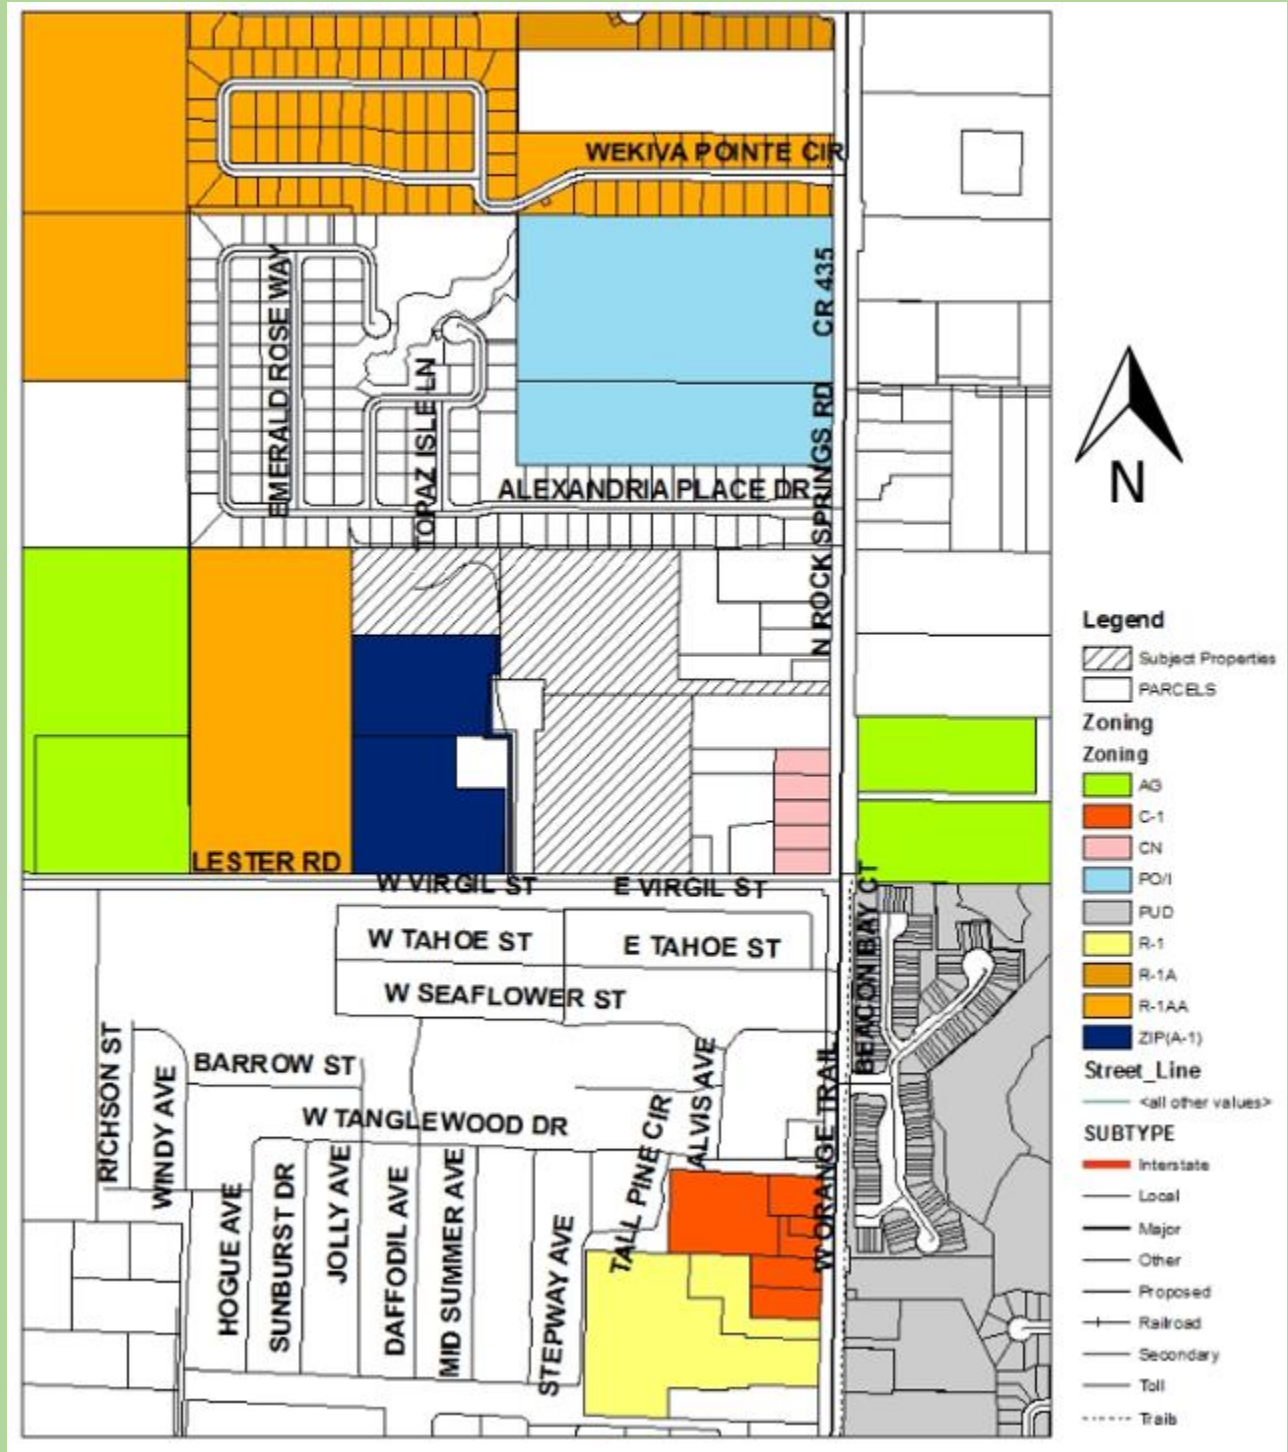 WEKIVA POINTE CIR
CR 435
EMERALD ROSE WAY
TORAZ ISLE LN
N ROCK SPRINGS RD
ALEXANDRIA PLACE DR
N
LESTER RD
W VIRGIL ST
E VIRGIL ST
BEACON BAY CT
W TAHOE ST
E TAHOE ST
W SEAFLOWER ST
RICHSON ST
WINDY AVE
BARROW ST
ALVIS AVE
W ORANGE TRAIL
W TANGLEWOOD DR
TALL PINE CIR
HOGUE AVE
SUNBURST DR
JOLLY AVE
DAFFODIL AVE
MID SUMMER AVE
STEPWAY AVE
Legend
Subject Properties
PARCELS
Zoning
Zoning
AG
C-1
CN
PO/I
PUD
R-1
R-1A
R-1AA
ZIP(A-1)
Street_Line
<all other values>
SUBTYPE
Interstate
Local
Major
Other
Proposed
Railroad
Secondary
Toll
Trails